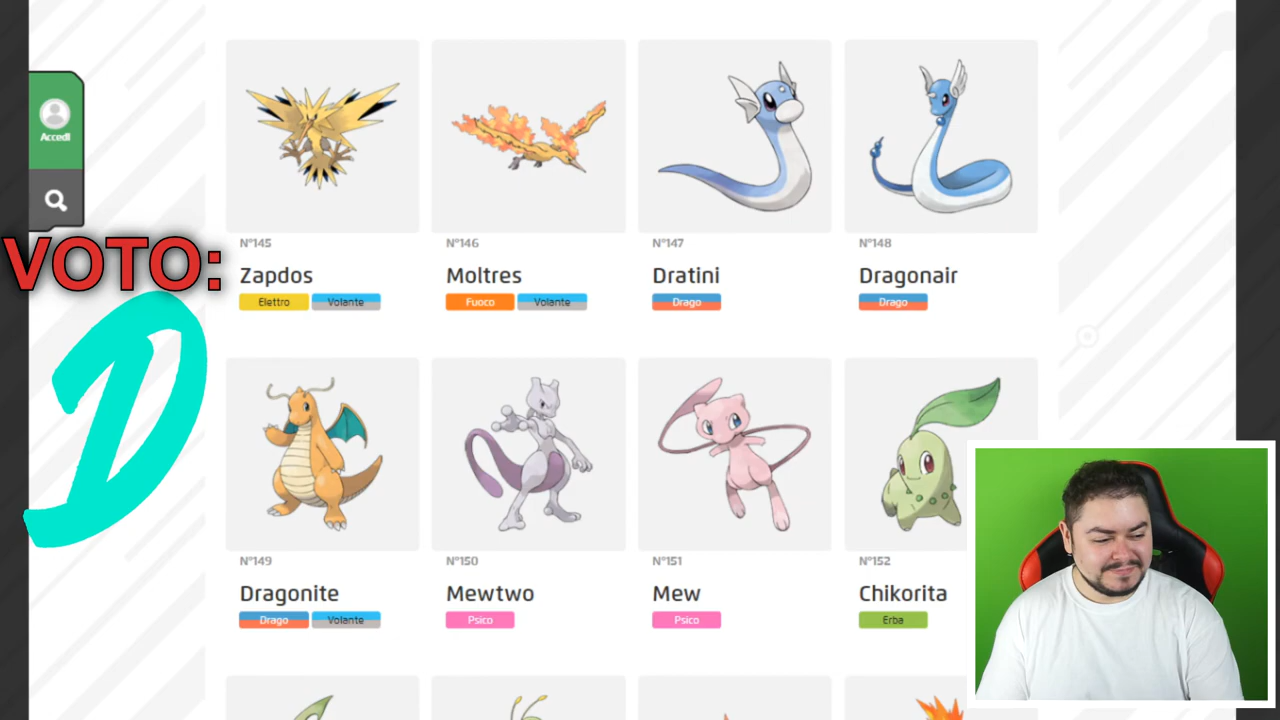 Accedi
VOTO:
D
N°145
Zapdos
Elettro Volante
N°146
Moltres
Fuoco Volante
N°147
Dratini
Drago
N°148
Dragonair
Drago
N°149
Dragonite
Drago Volante
N°150
Mewtwo
Psico
N°151
Mew
Psico
N°152
Chikorita
Erba